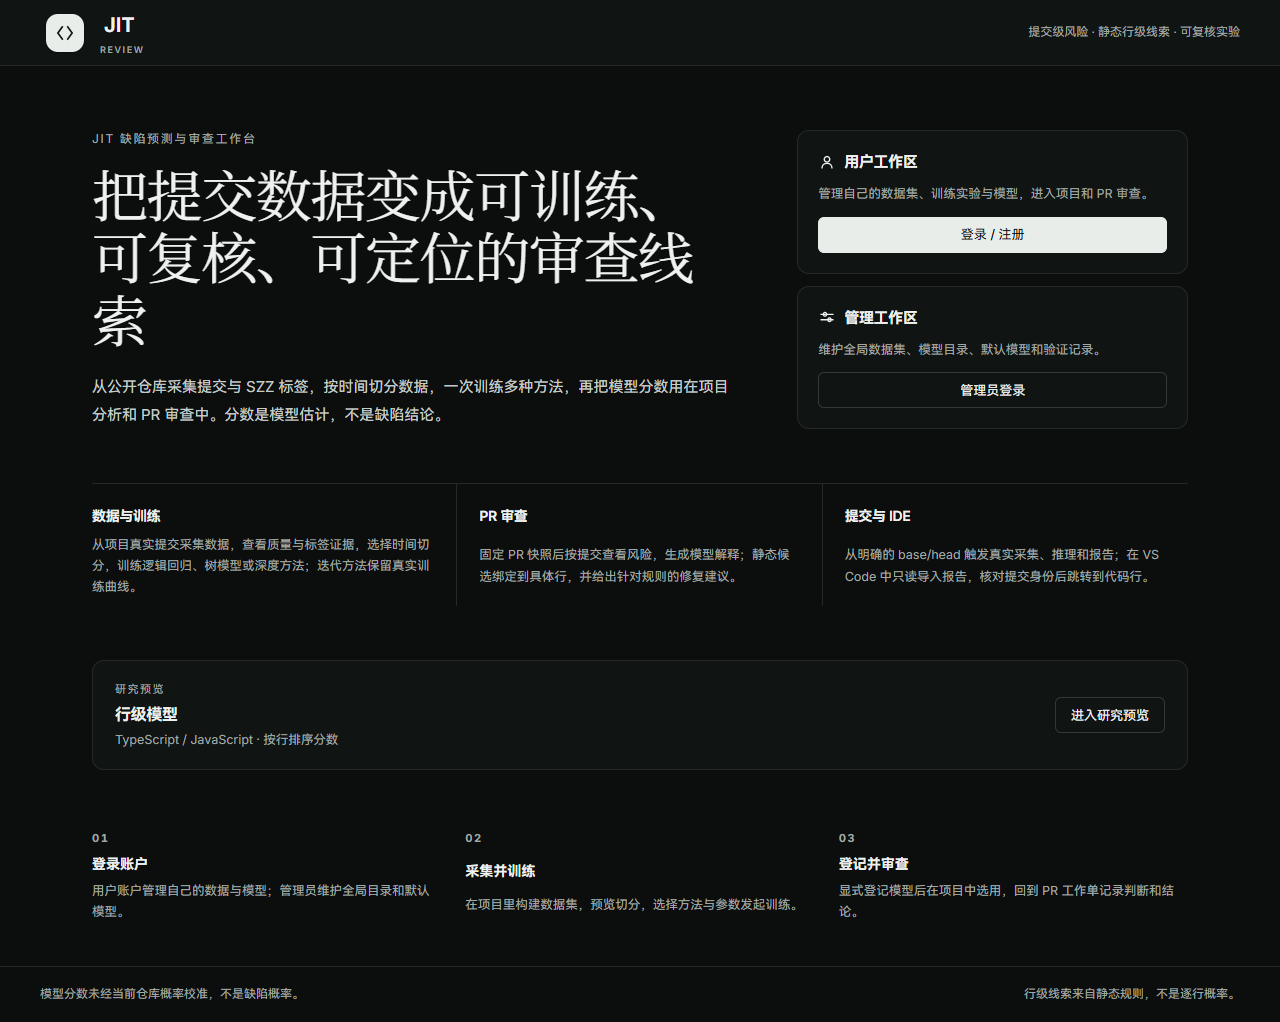 JIT
REVIEW
提交级风险 · 静态行级线索 · 可复核实验
JIT 缺陷预测与审查工作台
把提交数据变成可训练、
可复核、可定位的审查线
索
从公开仓库采集提交与 SZZ 标签，按时间切分数据，一次训练多种方法，再把模型分数用在项目
分析和 PR 审查中。分数是模型估计，不是缺陷结论。
用户工作区
管理自己的数据集、训练实验与模型，进入项目和 PR 审查。
登录 / 注册
管理工作区
维护全局数据集、模型目录、默认模型和验证记录。
管理员登录
数据与训练
从项目真实提交采集数据，查看质量与标签证据，选择时间切
分，训练逻辑回归、树模型或深度方法；迭代方法保留真实训
练曲线。
PR 审查
固定 PR 快照后按提交查看风险，生成模型解释；静态候
选绑定到具体行，并给出针对规则的修复建议。
提交与 IDE
从明确的 base/head 触发真实采集、推理和报告；在 VS
Code 中只读导入报告，核对提交身份后跳转到代码行。
研究预览
行级模型
TypeScript / JavaScript · 按行排序分数
进入研究预览
01
登录账户
用户账户管理自己的数据与模型；管理员维护全局目录和默认
模型。
02
采集并训练
在项目里构建数据集，预览切分，选择方法与参数发起训练。
03
登记并审查
显式登记模型后在项目中选用，回到 PR 工作单记录判断和结
论。
模型分数未经当前仓库概率校准，不是缺陷概率。
行级线索来自静态规则，不是逐行概率。